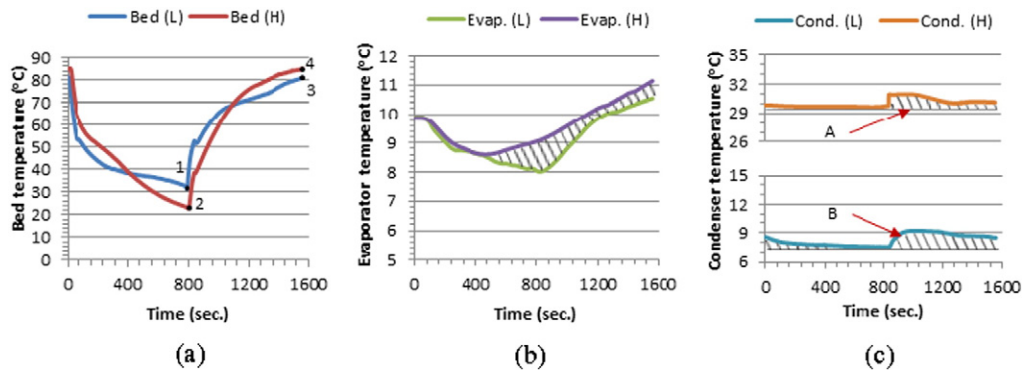 Bed (L) Bed (H)
Bed temperature (°C)
90
80
70
60
50
40
30
20
10
0
1
2
3
4
0 400 800 1200 1600
Time (sec.)
(a)
Evap. (L) Evap. (H)
Evaporator temperature (°C)
12
11
10
9
8
7
6
5
0 400 800 1200 1600
Time (sec.)
(b)
Cond. (L) Cond. (H)
Condenser temperature (°C)
35
31
29
26
A
15
12
9
6
B
0 400 800 1200 1600
Time (sec.)
(c)